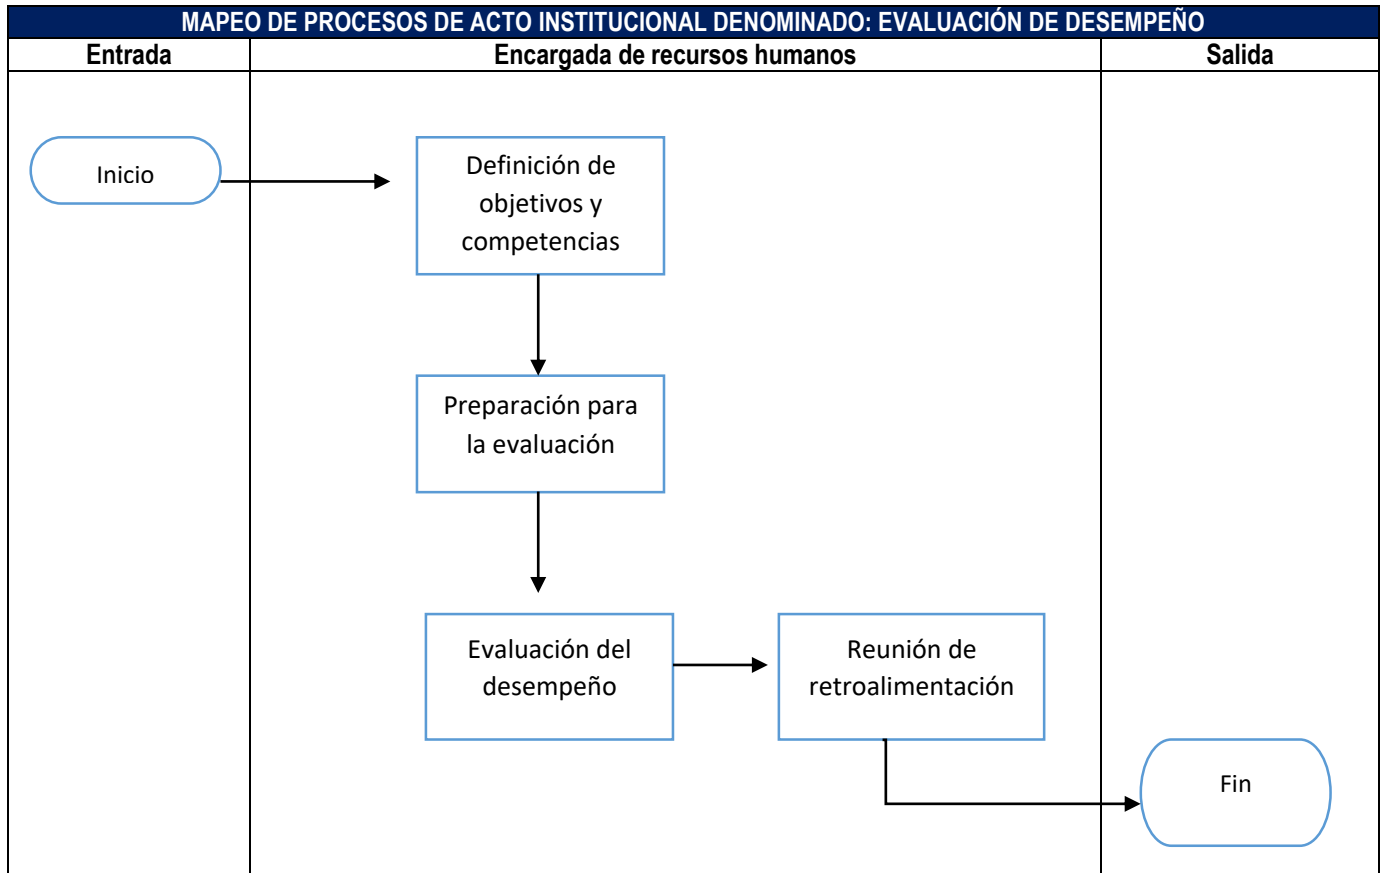 MAPEO DE PROCESOS DE ACTO INSTITUCIONAL DENOMINADO: EVALUACIÓN DE DESEMPEÑO
Entrada
Encargada de recursos humanos
Salida
Inicio
Definición de
objetivos y
competencias
Preparación para
la evaluación
Evaluación del
desempeño
Reunión de
retroalimentación
Fin